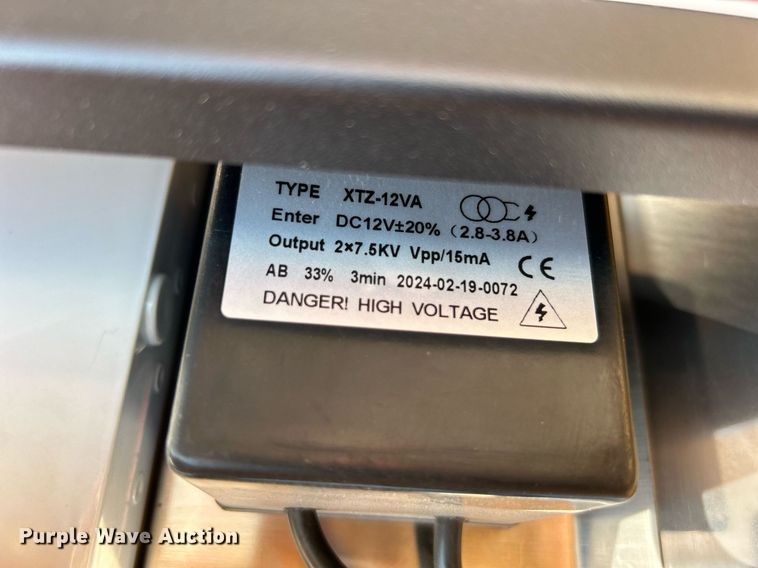 TYPE XTZ-12VA
Enter DC12V±20% (2.8-3.8A)
Output 2×7.5KV Vpp/15mA
CE
AB 33% 3min 2024-02-19-0072
DANGER! HIGH VOLTAGE
Purple Wave Auction